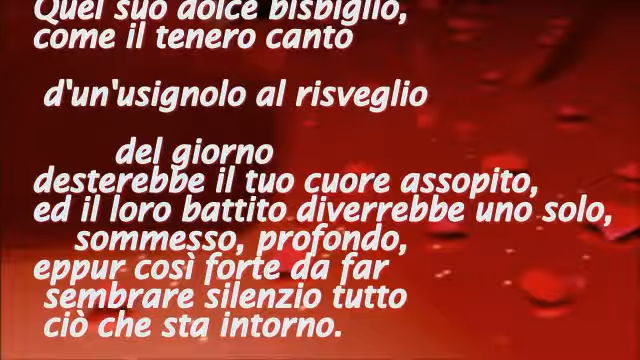 Quel suo dolce bisbiglio,
come il tenero canto
d'un'usignolo al risveglio
del giorno
desterebbe il tuo cuore assopito,
ed il loro battito diverrebbe uno solo,
sommesso, profondo,
eppur così forte da far
sembrare silenzio tutto
ciò che sta intorno.